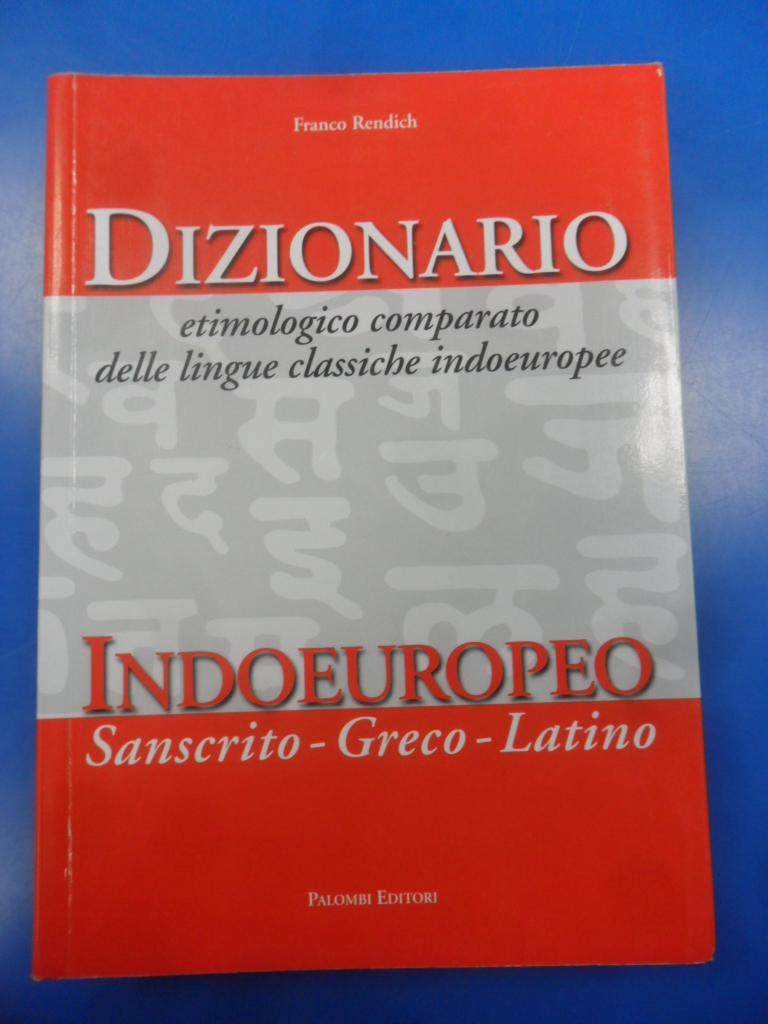 Franco Rendich
DIZIONARIO
etimologico comparato
delle lingue classiche indoeuropee
INDOEUROPEO
Sanscrito - Greco - Latino
PALOMBI EDITORI